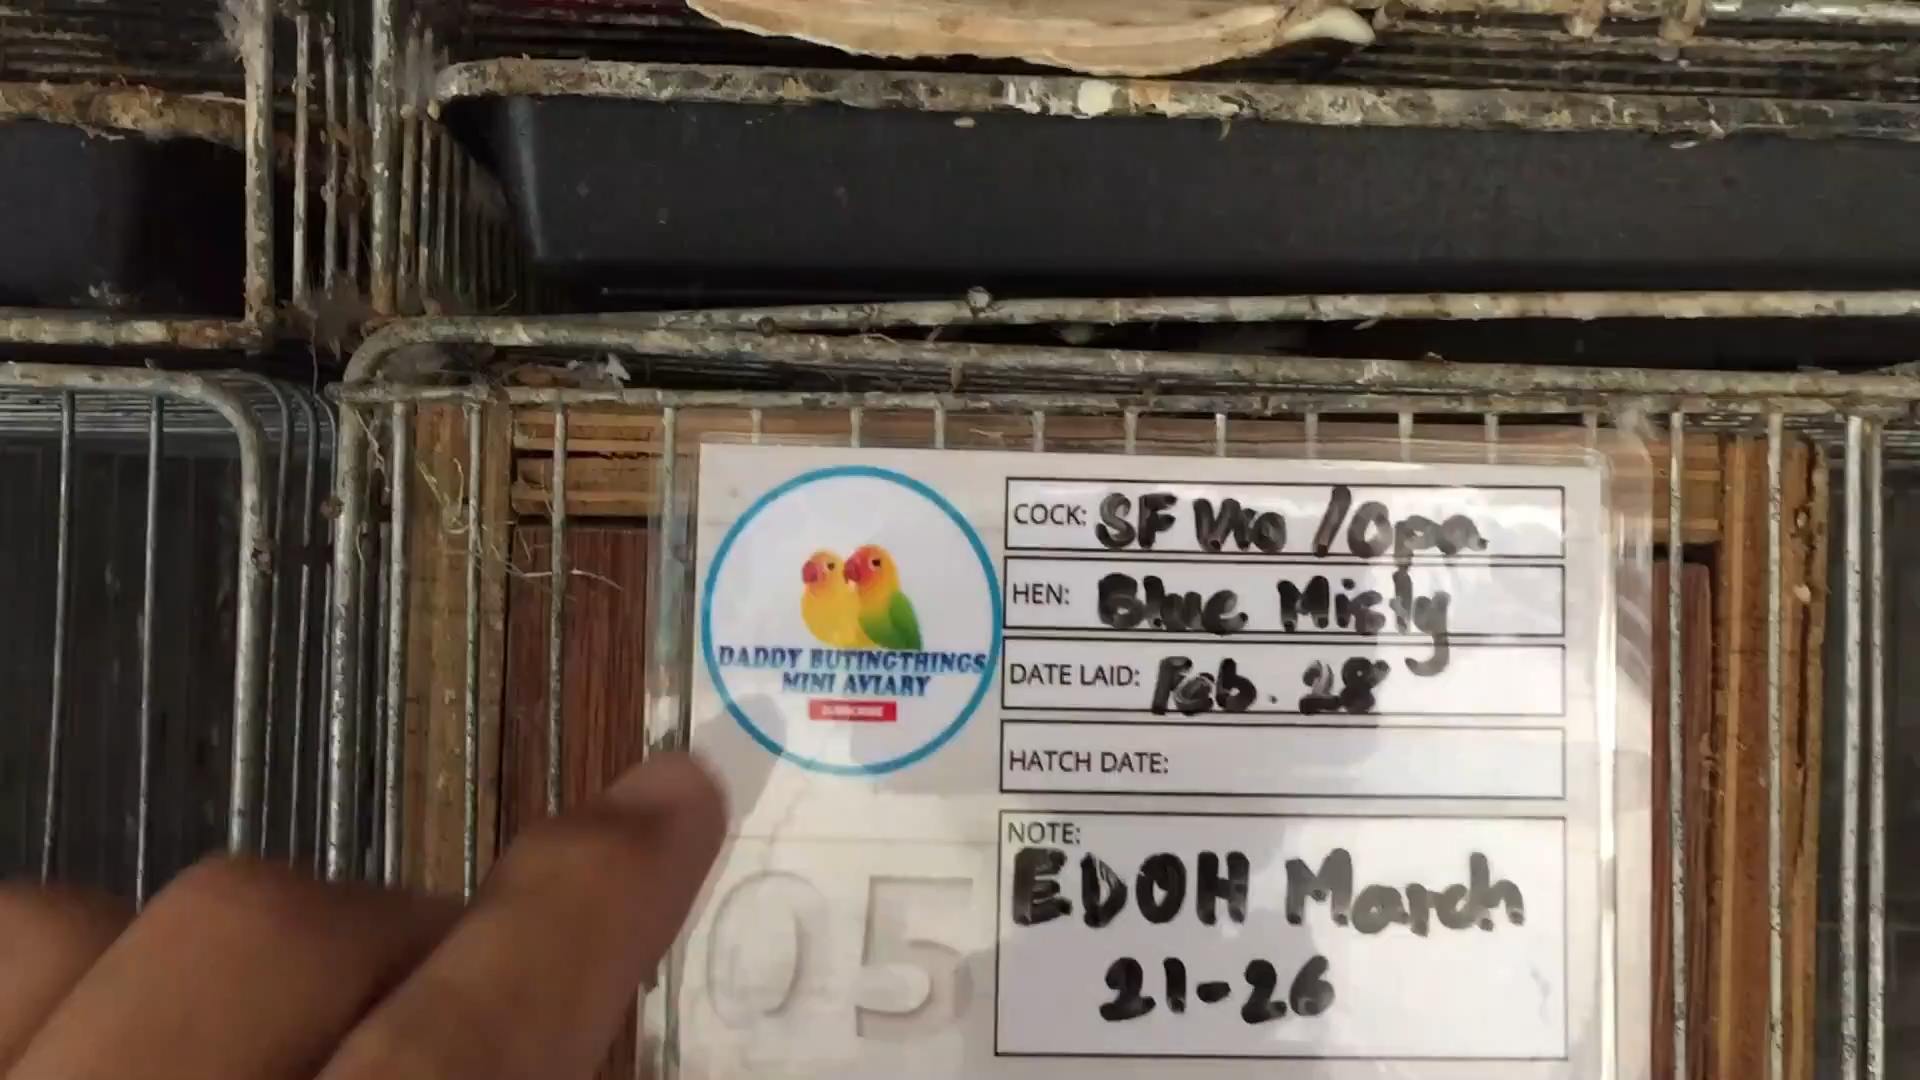 DADDY BUTINGTHINGS
MINI AVIARY
SUBSCRIBE
05
COCK: SF Vio /Opa
HEN: Blue Misty
DATE LAID: Feb. 28
HATCH DATE:
NOTE:
EDOH March
21-26